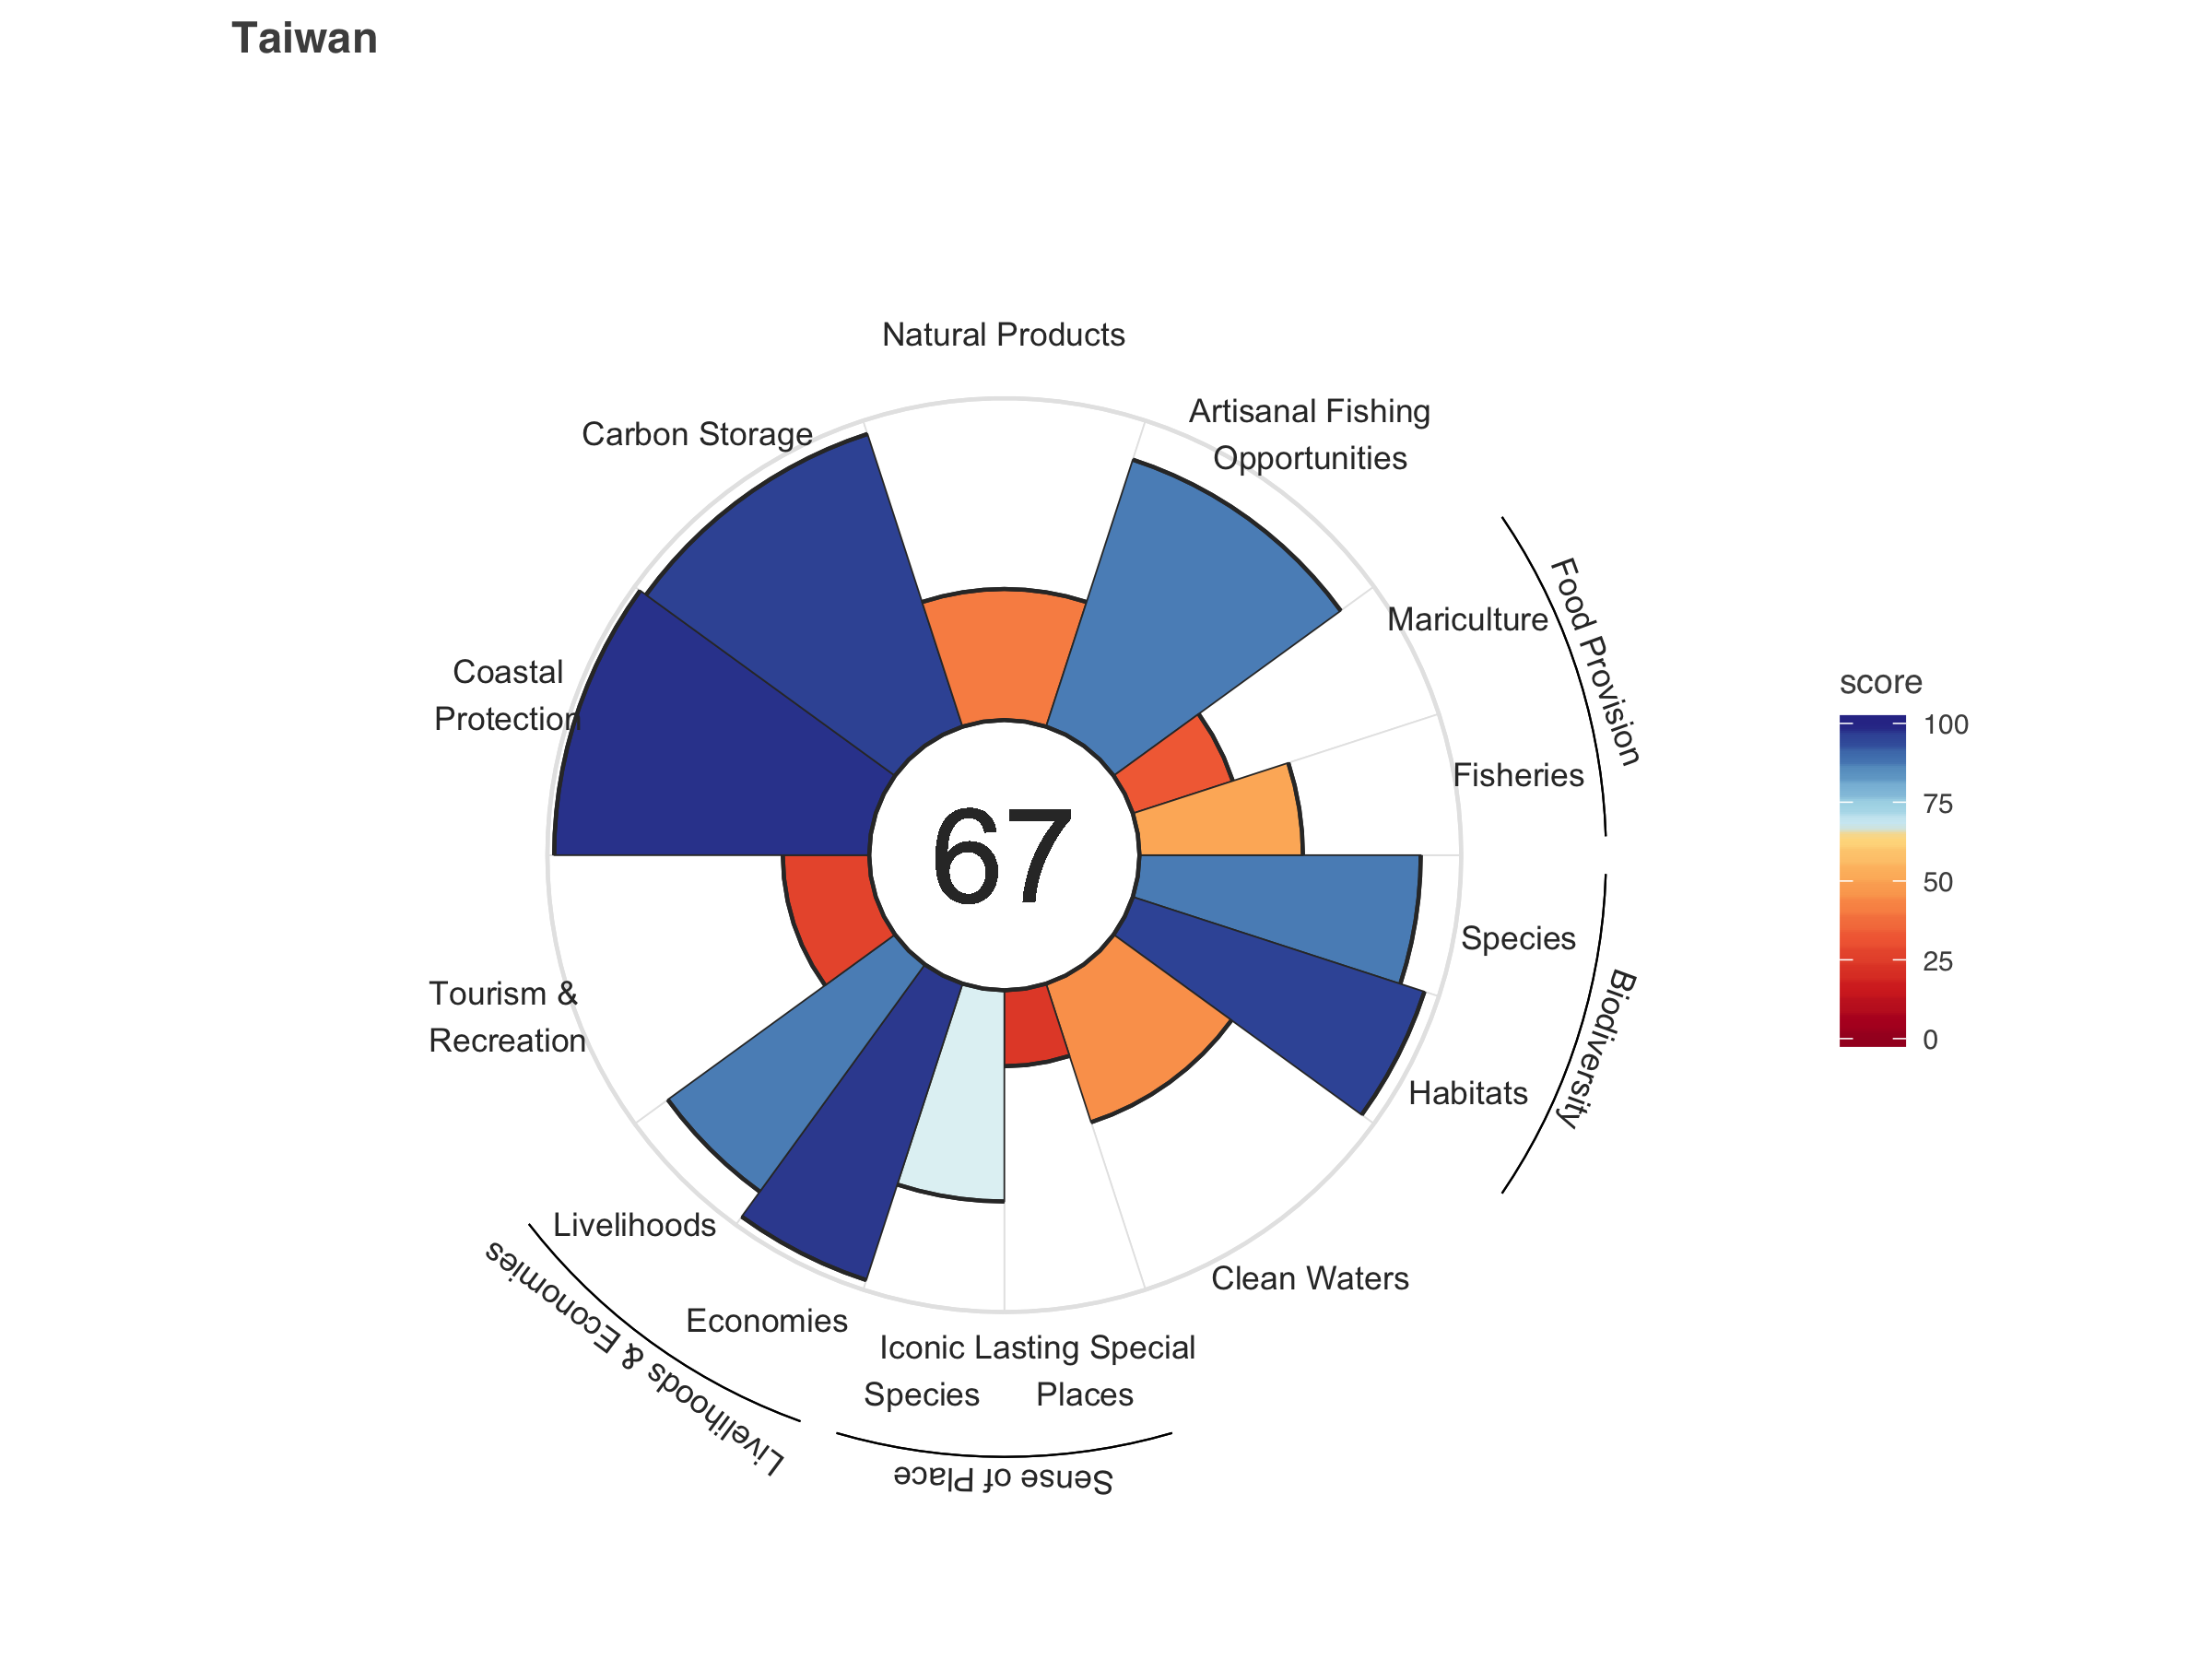 Taiwan
Natural Products
Artisanal Fishing
Opportunities
Carbon Storage
Mariculture
Food Provision
Coastal
Protection
Fisheries
67
Species
Biodiversity
Tourism &
Recreation
Habitats
Livelihoods
Clean Waters
Economies
Livelihoods & Economies
Iconic
Species
Lasting Special
Places
Sense of Place
score
100
75
50
25
0